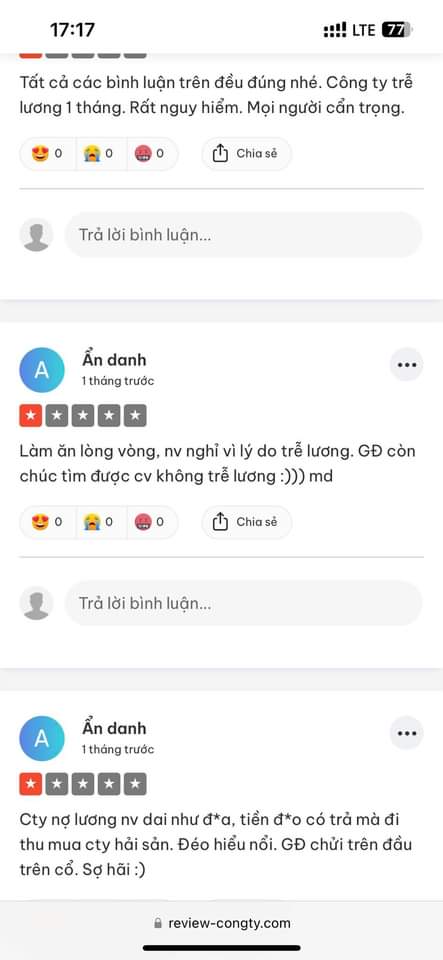 17:17
LTE 77
Tất cả các bình luận trên đều đúng nhé. Công ty trễ
lương 1 tháng. Rất nguy hiểm. Mọi người cẩn trọng.
0 0 0 Chia sẻ
Trả lời bình luận...
A Ẩn danh
1 tháng trước
Làm ăn lòng vòng, nv nghỉ vì lý do trễ lương. GĐ còn
chúc tìm được cv không trễ lương :))) md
0 0 0 Chia sẻ
Trả lời bình luận...
A Ẩn danh
1 tháng trước
Cty nợ lương nv dai như đ*a, tiền đ*o có trả mà đi
thu mua cty hải sản. Đéo hiểu nổi. GĐ chửi trên đầu
trên cổ. Sợ hãi :)
review-congty.com